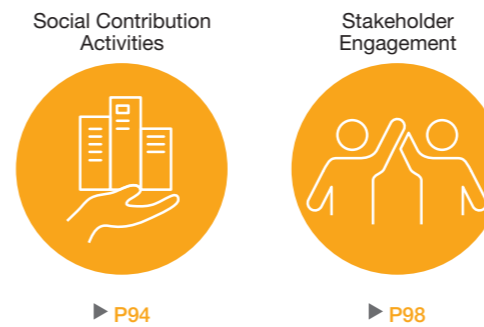 Social Contribution
Activities
Stakeholder
Engagement
▶ P94
▶ P98